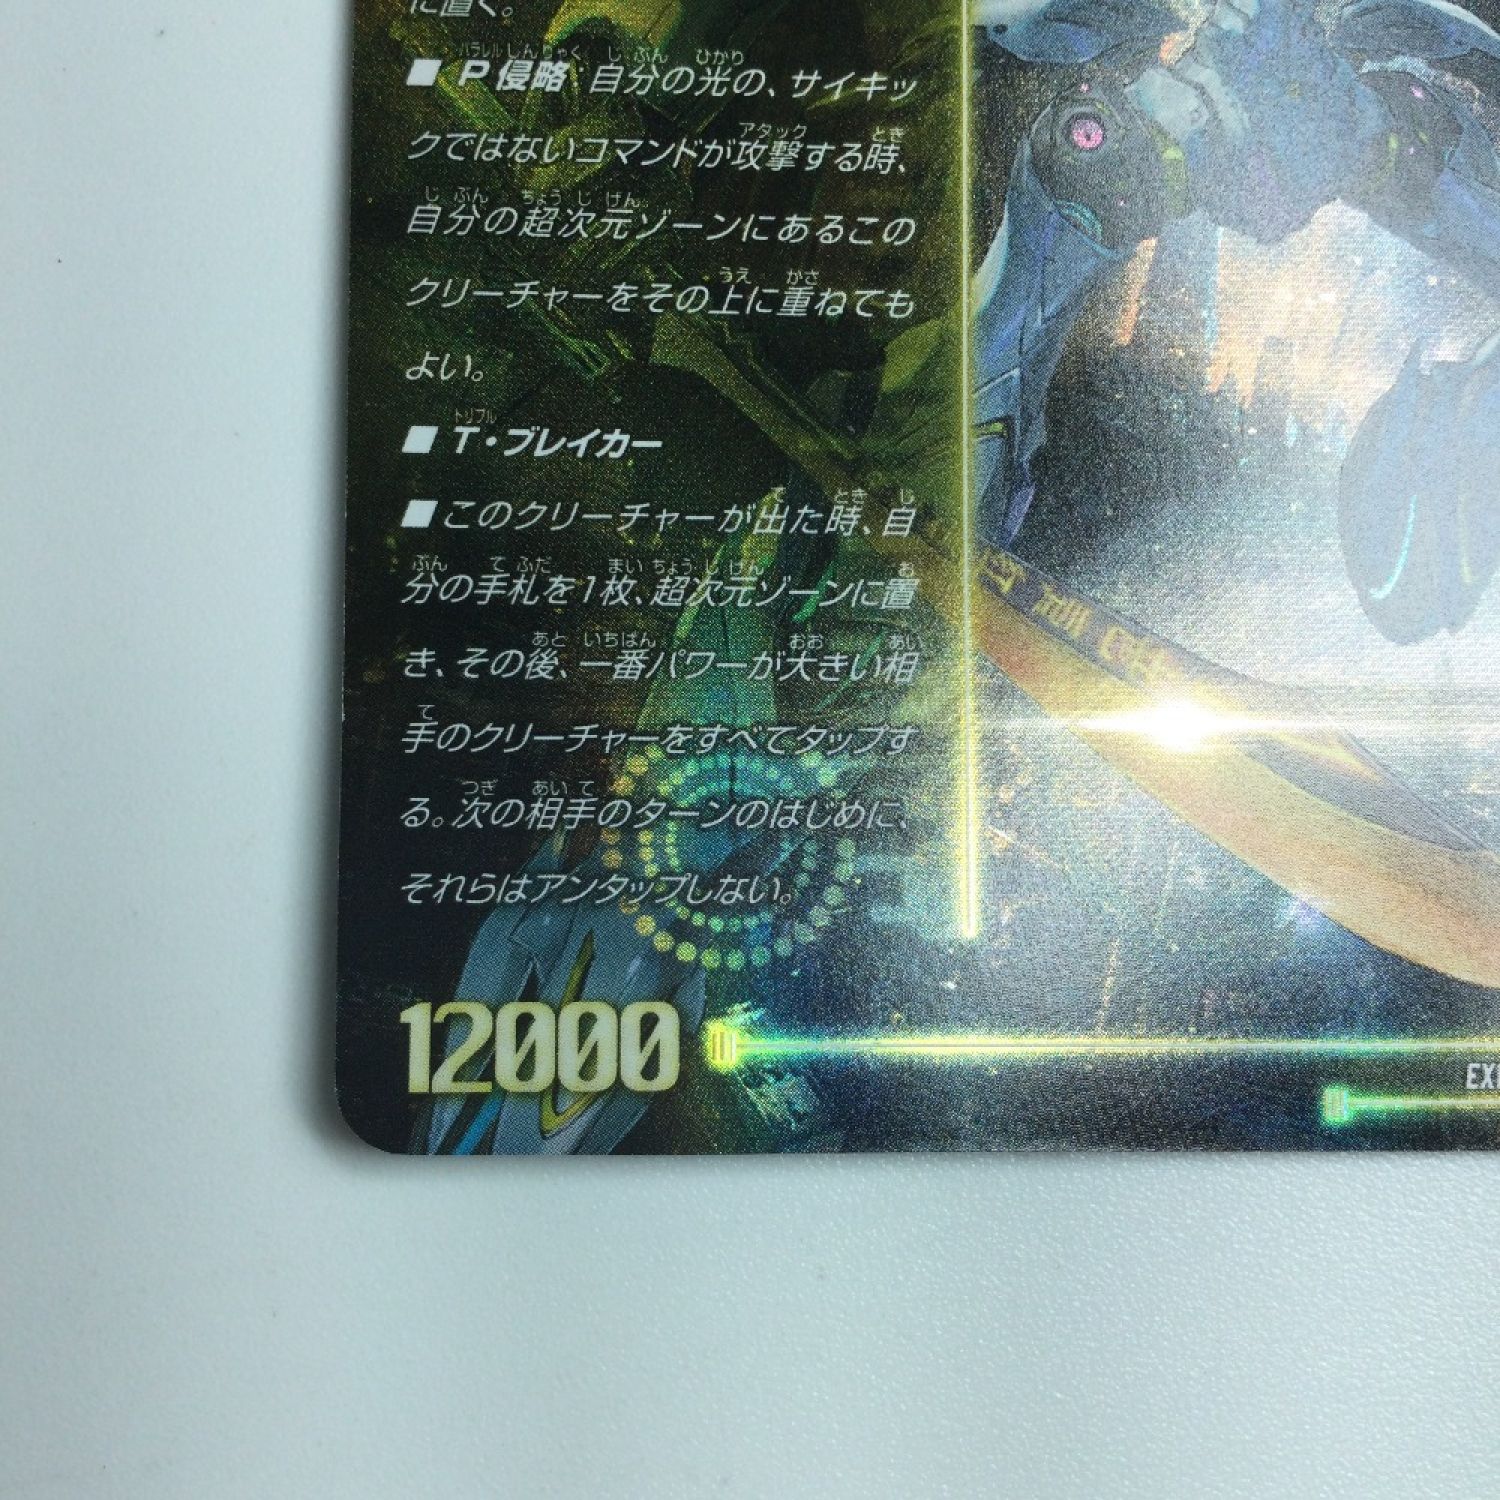 に置く。
■P侵略：自分の光の、サイキッ
クではないコマンドが攻撃する時、
自分の超次元ゾーンにあるこの
クリーチャーをその上に重ねても
よい。
■T・ブレイカー
■このクリーチャーが出た時、自
分の手札を1枚、超次元ゾーンに置
き、その後、一番パワーが大きい相
手のクリーチャーをすべてタップす
る。次の相手のターンのはじめに、
それらはアンタップしない。
12000